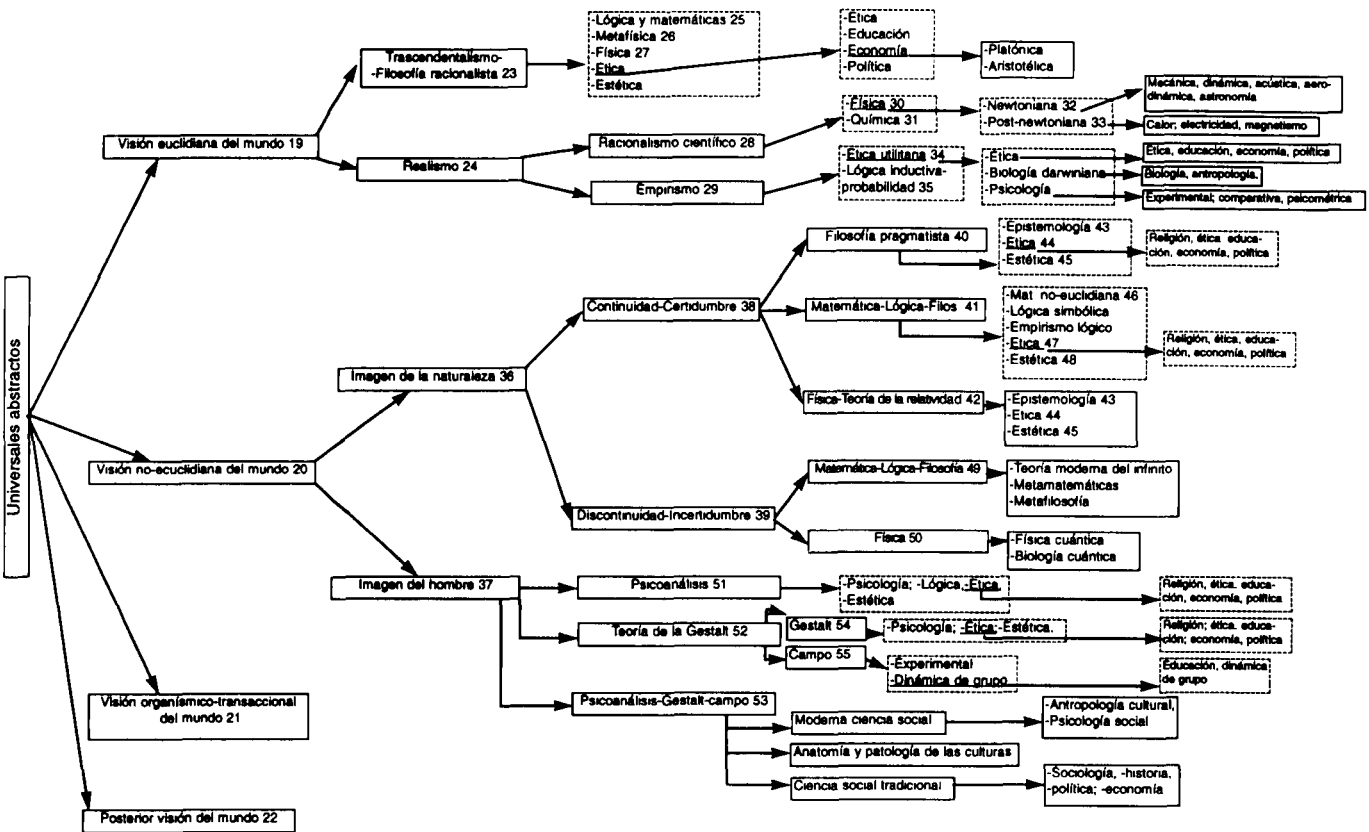 Universales abstractos
Visión euclidiana del mundo 19
Trascendentalismo-
-Filosofía racionalista 23
-Lógica y matemáticas 25
-Metafísica 26
-Física 27
-Etica
-Estética
-Etica
-Educación
-Economía
-Política
-Platónica
-Aristotélica
Realismo 24
Racionalismo científico 28
-Física 30
-Química 31
-Newtoniana 32
-Post-newtoniana 33
Mecánica, dinámica, acústica, aero-
dinámica, astronomía
Calor; electricidad, magnetismo
Empirismo 29
-Etica utilitaria 34
-Lógica inductiva-
probabilidad 35
-Ética
-Biología darwiniana
-Psicología
Etica, educación, economía, política
Biología, antropología.
Experimental; comparativa, psicométrica
Visión no-ecuclidiana del mundo 20
Imagen de la naturaleza 36
Continuidad-Certidumbre 38
Filosofía pragmatista 40
-Epistemología 43
-Etica 44
-Estética 45
Religión, ética educa-
ción, economía, política
Matemática-Lógica-Filos 41
-Mat no-euclidiana 46
-Lógica simbólica
-Empirismo lógico
-Etica 47
-Estética 48
Religión, ética, educa-
ción, economía, política
Física-Teoría de la relatividad 42
-Epistemología 43
-Etica 44
-Estética 45
Discontinuidad-Incertidumbre 39
Matemática-Lógica-Filosofía 49
-Teoría moderna del infinito
-Metamatemáticas
-Metafilosofía
Física 50
-Física cuántica
-Biología cuántica
Imagen del hombre 37
Psicoanálisis 51
-Psicología; -Lógica,-Etica,
-Estética
Religión, ética. educa-
ción, economía, política
Teoría de la Gestalt 52
Gestalt 54
-Psicología; -Etica;-Estética.
Religión; ética. educa-
ción; economía, política
Campo 55
-Experimental
-Dinámica de grupo
Educación, dinámica
de grupo
Psicoanálisis-Gestalt-campo 53
Moderna ciencia social
-Antropología cultural,
-Psicología social
Anatomía y patología de las culturas
Ciencia social tradicional
-Sociología, -historia,
-política; -economía
Visión organísmico-transaccional
del mundo 21
Posterior visión del mundo 22